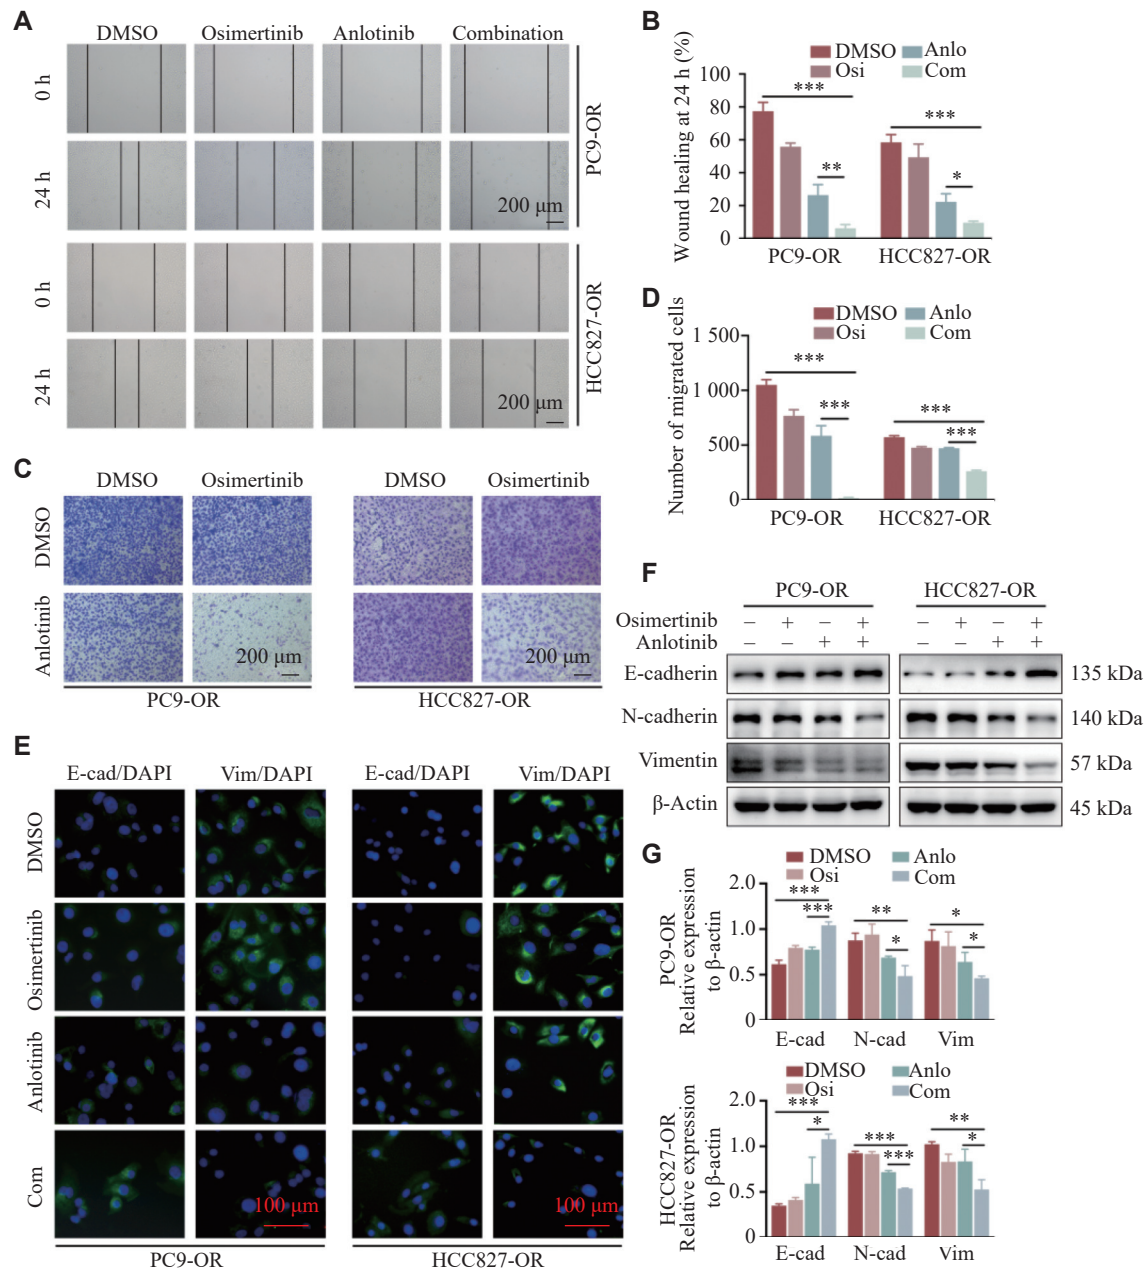 A
DMSO Osimertinib Anlotinib Combination
0 h
24 h
200 μm
PC9-OR
0 h
24 h
200 μm
HCC827-OR
B
DMSO Anlo
Osi Com
Wound healing at 24 h (%)
100
80
60
40
20
0
***
**
***
*
PC9-OR HCC827-OR
C
DMSO Osimertinib DMSO Osimertinib
DMSO
Anlotinib
200 μm 200 μm
PC9-OR HCC827-OR
D
DMSO Anlo
Osi Com
Number of migrated cells
1 500
1 000
500
0
***
***
***
***
PC9-OR HCC827-OR
E
E-cad/DAPI Vim/DAPI E-cad/DAPI Vim/DAPI
DMSO
Osimertinib
Anlotinib
Com
100 μm 100 μm
PC9-OR HCC827-OR
F
PC9-OR HCC827-OR
Osimertinib − + − + − + − +
Anlotinib − − + + − − + +
E-cadherin 135 kDa
N-cadherin 140 kDa
Vimentin 57 kDa
β-Actin 45 kDa
G
DMSO Anlo
Osi Com
PC9-OR
Relative expression
to β-actin
2.0
1.0
0.5
0
***
***
**
*
*
*
E-cad N-cad Vim
DMSO Anlo
Osi Com
HCC827-OR
Relative expression
to β-actin
2.0
1.0
0.5
0
***
*
***
***
**
*
E-cad N-cad Vim